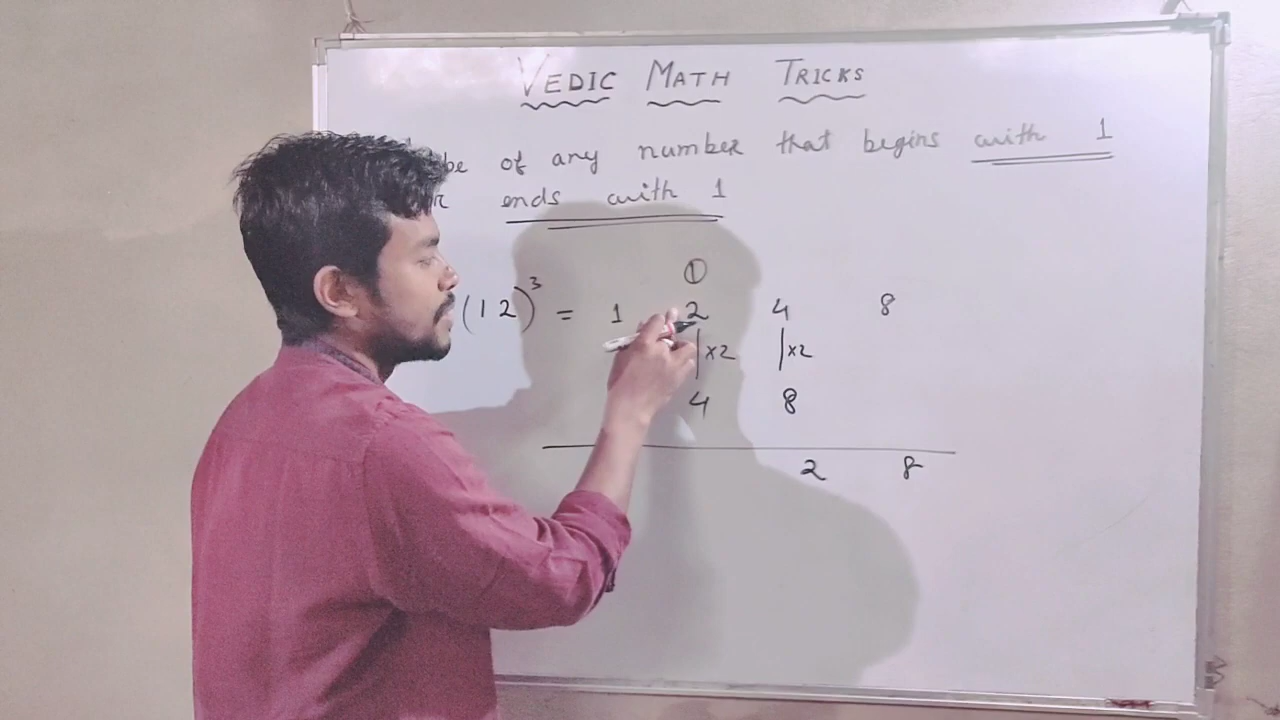 VEDIC MATH TRICKS
be of any number that begins with 1
ends with 1
①
(12)³ = 1 2 4 8
|x2 |x2
4 8
2 8